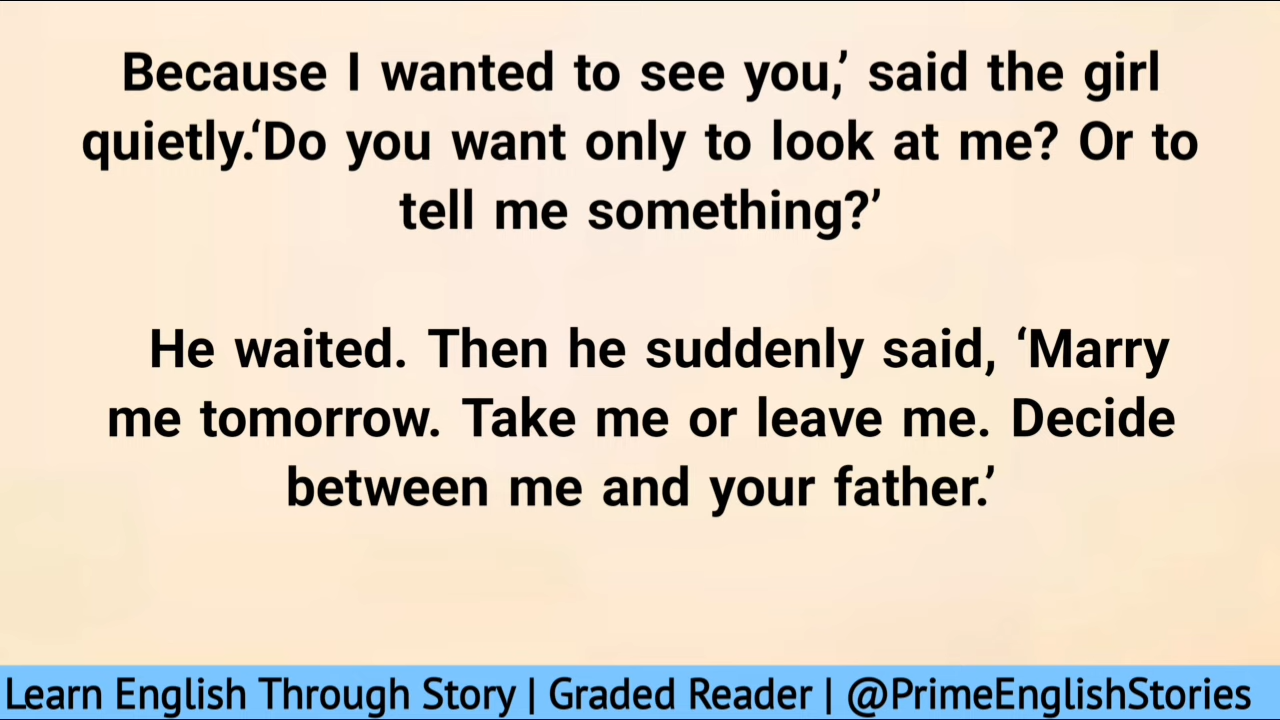 Because I wanted to see you,’ said the girl
quietly.‘Do you want only to look at me? Or to
tell me something?’
He waited. Then he suddenly said, ‘Marry
me tomorrow. Take me or leave me. Decide
between me and your father.’
Learn English Through Story | Graded Reader | @PrimeEnglishStories